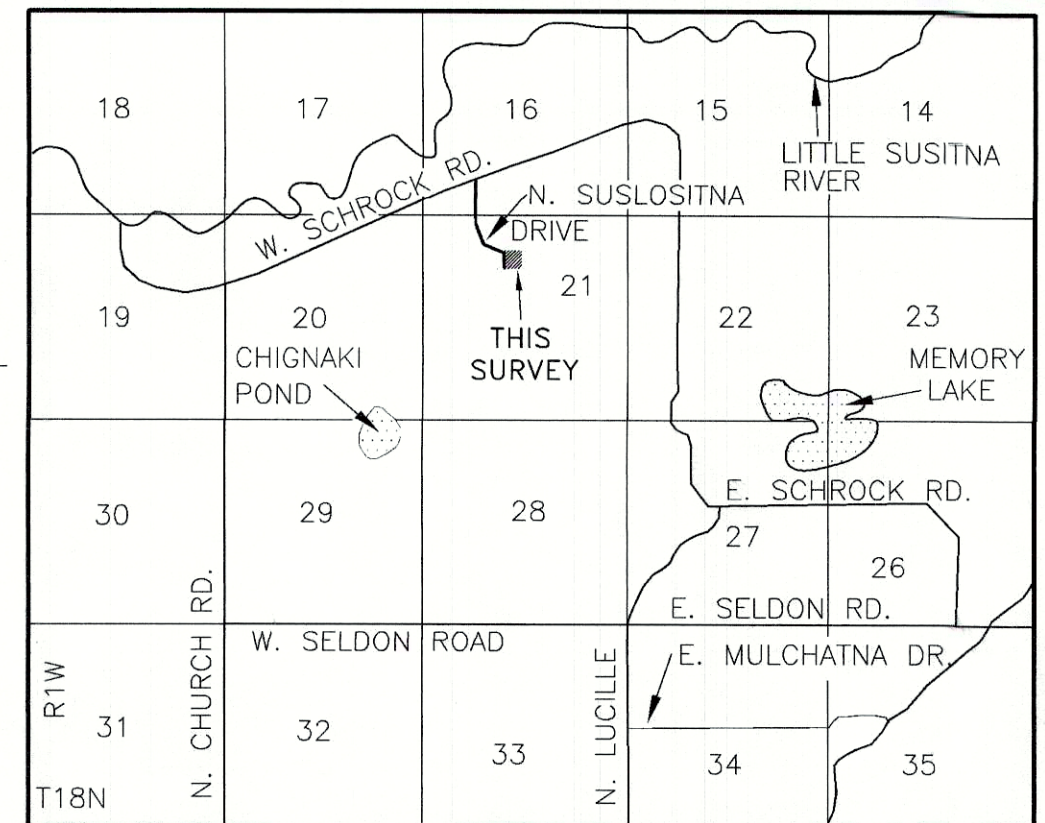 18
17
16
15
14
LITTLE SUSITNA
RIVER
W. SCHROCK RD.
N. SUSLOSITNA
DRIVE
19
20
21
22
23
THIS
SURVEY
CHIGNAKI
POND
MEMORY
LAKE
30
29
28
E. SCHROCK RD.
27
26
E. SELDON RD.
W. SELDON ROAD
E. MULCHATNA DR.
R1W
N. CHURCH RD.
N. LUCILLE
31
32
33
34
35
T18N